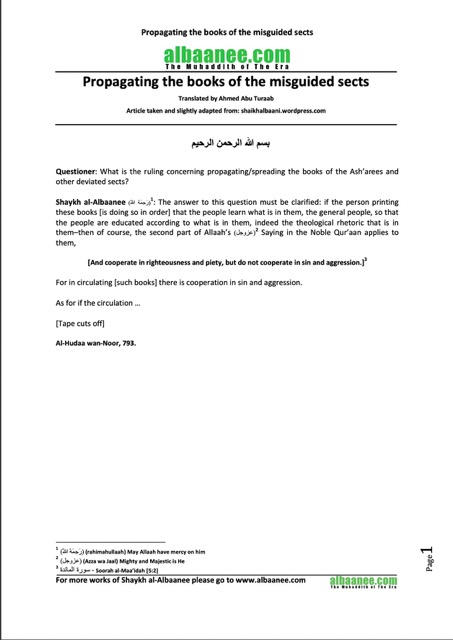 Propagating the books of the misguided sects
albaanee.com
The Muhaddith of The Era
Propagating the books of the misguided sects
Translated by Ahmed Abu Turaab
Article taken and slightly adapted from: shaikhalbaani.wordpress.com
بسم الله الرحمن الرحيم
Questioner: What is the ruling concerning propagating/spreading the books of the Ash'arees and
other deviated sects?
Shaykh al-Albaanee (رَحِمَهُ اللهُ)1: The answer to this question must be clarified: if the person printing
these books [is doing so in order] that the people learn what is in them, the general people, so that
the people are educated according to what is in them, indeed the theological rhetoric that is in
them–then of course, the second part of Allaah's (عزوجل)2 Saying in the Noble Qur'aan applies to
them,
[And cooperate in righteousness and piety, but do not cooperate in sin and aggression.]3
For in circulating [such books] there is cooperation in sin and aggression.
As for if the circulation …
[Tape cuts off]
Al-Hudaa wan-Noor, 793.
1 (رَحِمَهُ اللهُ) (rahimahullaah) May Allaah have mercy on him
2 (عزوجل) (Azza wa Jaal) Mighty and Majestic is He
3 سورة المائدة - Soorah al-Maa'idah [5:2]
For more works of Shaykh al-Albaanee please go to www.albaanee.com
albaanee.com
The Muhaddith of The Era
Page1